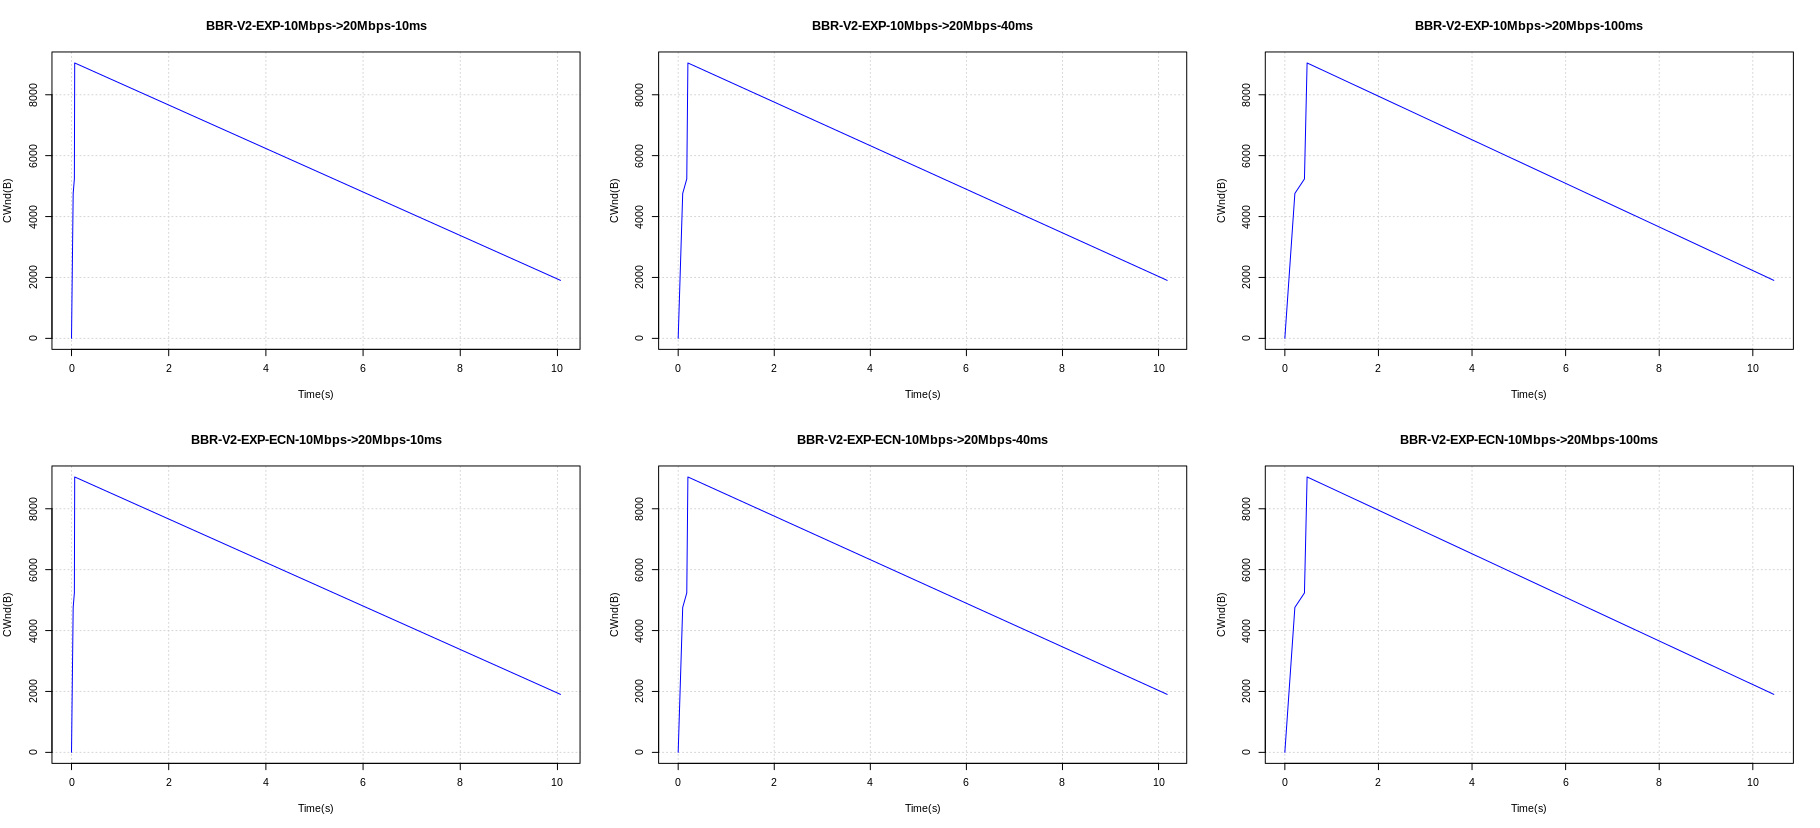 BBR-V2-EXP-10Mbps->20Mbps-10ms
CWnd(B)
8000
6000
4000
2000
0
0 2 4 6 8 10
Time(s)
BBR-V2-EXP-10Mbps->20Mbps-40ms
CWnd(B)
8000
6000
4000
2000
0
0 2 4 6 8 10
Time(s)
BBR-V2-EXP-10Mbps->20Mbps-100ms
CWnd(B)
8000
6000
4000
2000
0
0 2 4 6 8 10
Time(s)
BBR-V2-EXP-ECN-10Mbps->20Mbps-10ms
CWnd(B)
8000
6000
4000
2000
0
0 2 4 6 8 10
Time(s)
BBR-V2-EXP-ECN-10Mbps->20Mbps-40ms
CWnd(B)
8000
6000
4000
2000
0
0 2 4 6 8 10
Time(s)
BBR-V2-EXP-ECN-10Mbps->20Mbps-100ms
CWnd(B)
8000
6000
4000
2000
0
0 2 4 6 8 10
Time(s)